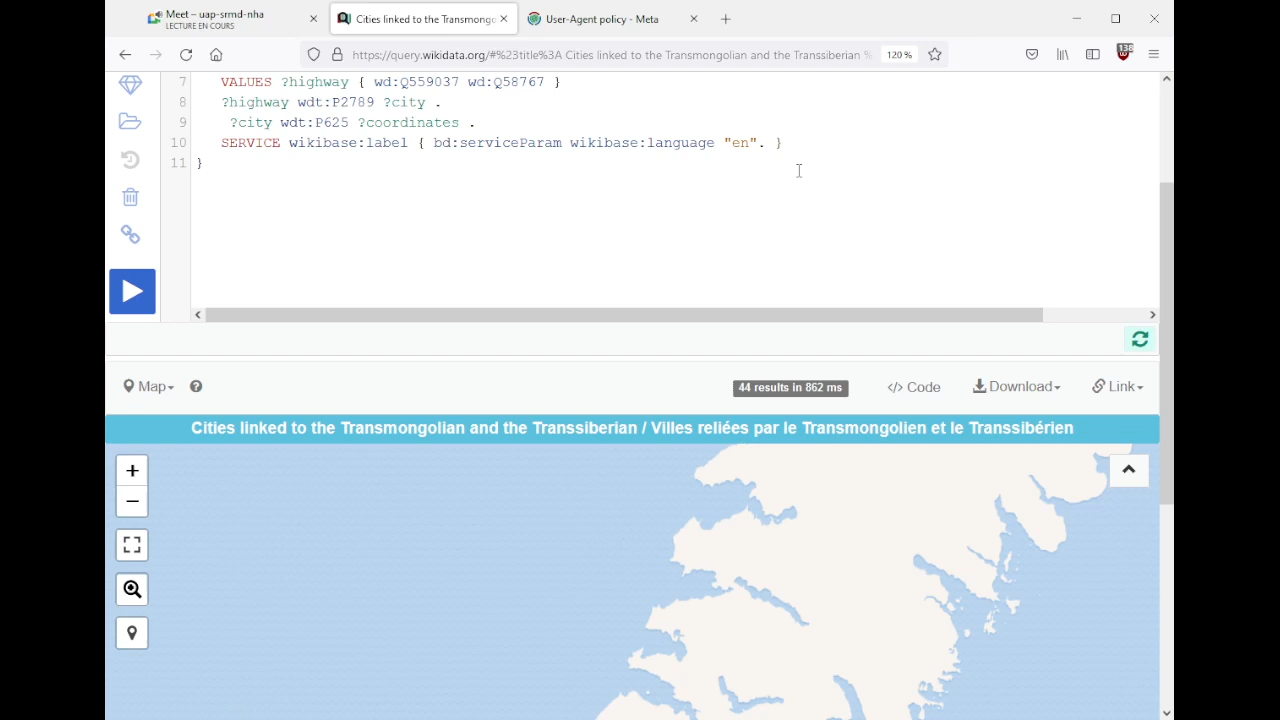 Meet – uap-srmd-nha
LECTURE EN COURS
Cities linked to the Transmongo
User-Agent policy - Meta
https://query.wikidata.org/#%23title%3A Cities linked to the Transmongolian and the Transsiberian %
120 %
138
7 VALUES ?highway { wd:Q559037 wd:Q58767 }
8 ?highway wdt:P2789 ?city .
9 ?city wdt:P625 ?coordinates .
10 SERVICE wikibase:label { bd:serviceParam wikibase:language "en". }
11 }
Map
44 results in 862 ms
</> Code
Download
Link
Cities linked to the Transmongolian and the Transsiberian / Villes reliées par le Transmongolien et le Transsibérien